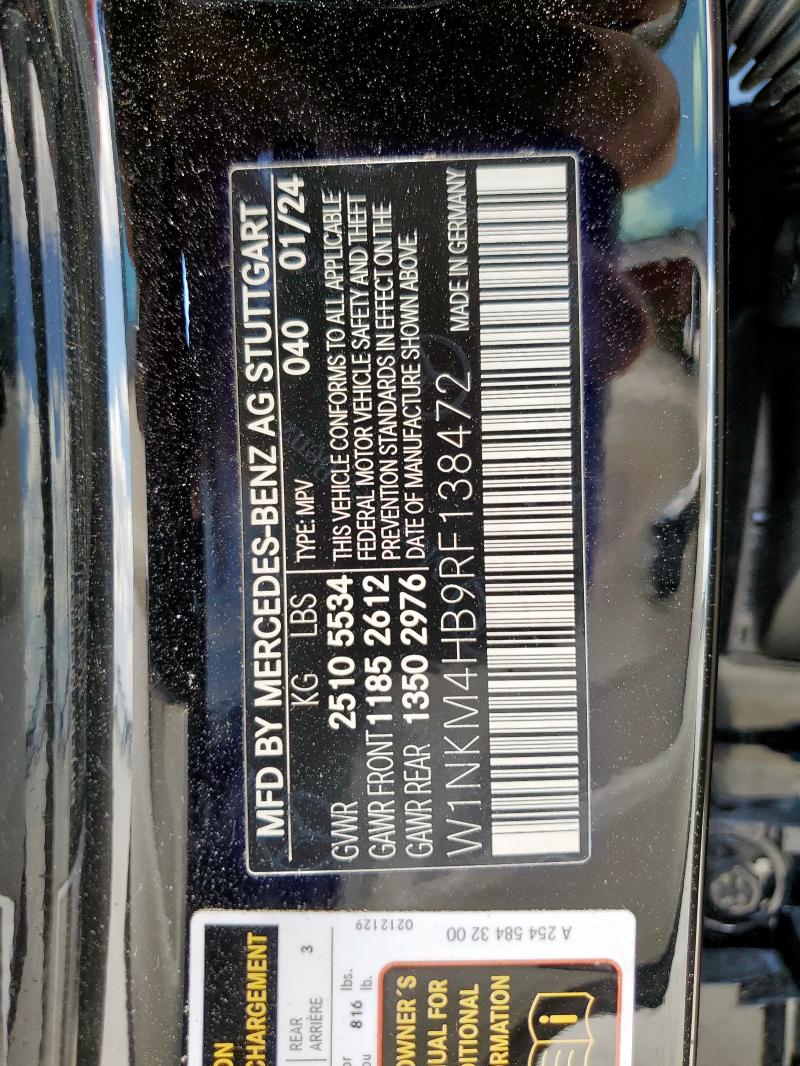 MFD BY MERCEDES-BENZ AG STUTTGART
KG LBS TYPE: MPV 040 01/24
GVWR 2510 5534 THIS VEHICLE CONFORMS TO ALL APPLICABLE
GAWR FRONT 1185 2612 FEDERAL MOTOR VEHICLE SAFETY AND THEFT
GAWR REAR 1350 2976 PREVENTION STANDARDS IN EFFECT ON THE
DATE OF MANUFACTURE SHOWN ABOVE.
W1NKM4HB9RF138472 MADE IN GERMANY
ON
CHARGEMENT
REAR 3
ARRIÈRE
or 816 lbs.
ou lb.
0212129
A 254 584 32 00
OWNER´S
UAL FOR
DITIONAL
RMATION